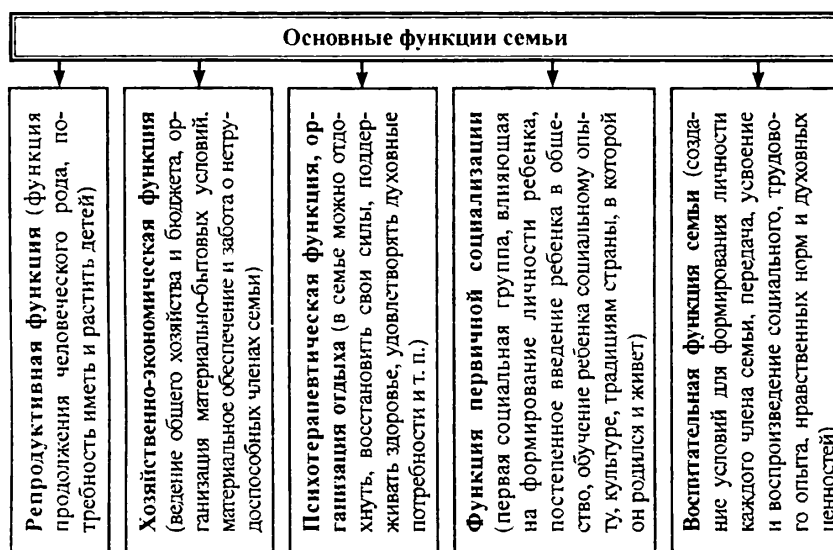 Основные функции семьи
Репродуктивная функция (функция
продолжения человеческого рода, по-
требность иметь и растить детей)
Хозяйственно-экономическая функция
(ведение общего хозяйства и бюджета, ор-
ганизация материально-бытовых условий.
материальное обеспечение и забота о нетру-
доспособных членах семьи)
Психотерапевтическая функция, ор-
ганизация отдыха (в семье можно отдо-
хнуть, восстановить свои силы, поддер-
живать здоровье, удовлетворять духовные
потребности и т. п.)
Функция первичной социализации
(первая социальная группа, влияющая
на формирование личности ребенка,
постепенное введение ребенка в обще-
ство, обучение ребенка социальному опы-
ту, культуре, традициям страны, в которой
он родился и живет)
Воспитательная функция семьи (созда-
ние условий для формирования личности
каждого члена семьи, передача, усвоение
и воспроизведение социального, трудово-
го опыта, нравственных норм и духовных
ценностей)